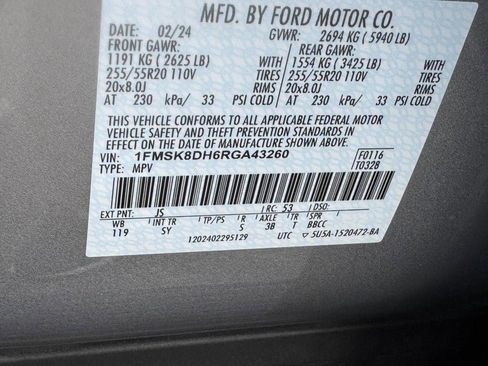 MFD. BY FORD MOTOR CO.
DATE: 02/24 GVWR: 2694 KG ( 5940 LB)
FRONT GAWR: REAR GAWR:
1191 KG ( 2625 LB) WITH 1554 KG ( 3425 LB) WITH
255/55R20 110V TIRES 255/55R20 110V TIRES
20x8.0J RIMS 20x8.0J RIMS
AT 230 kPa/ 33 PSI COLD AT 230 kPa/ 33 PSI COLD
THIS VEHICLE CONFORMS TO ALL APPLICABLE FEDERAL MOTOR
VEHICLE SAFETY AND THEFT PREVENTION STANDARDS IN EFFECT
ON THE DATE OF MANUFACTURE SHOWN ABOVE.
VIN: 1FMSK8DH6RGA43260 F0116
TYPE: MPV T0328
EXT PNT: JS RC: 53 DSO:
WB INT TR TP/PS R AXLE TR SPR
119 SY S 3B T BBCC
1202402295129 UTC 5U5A-1520472-BA